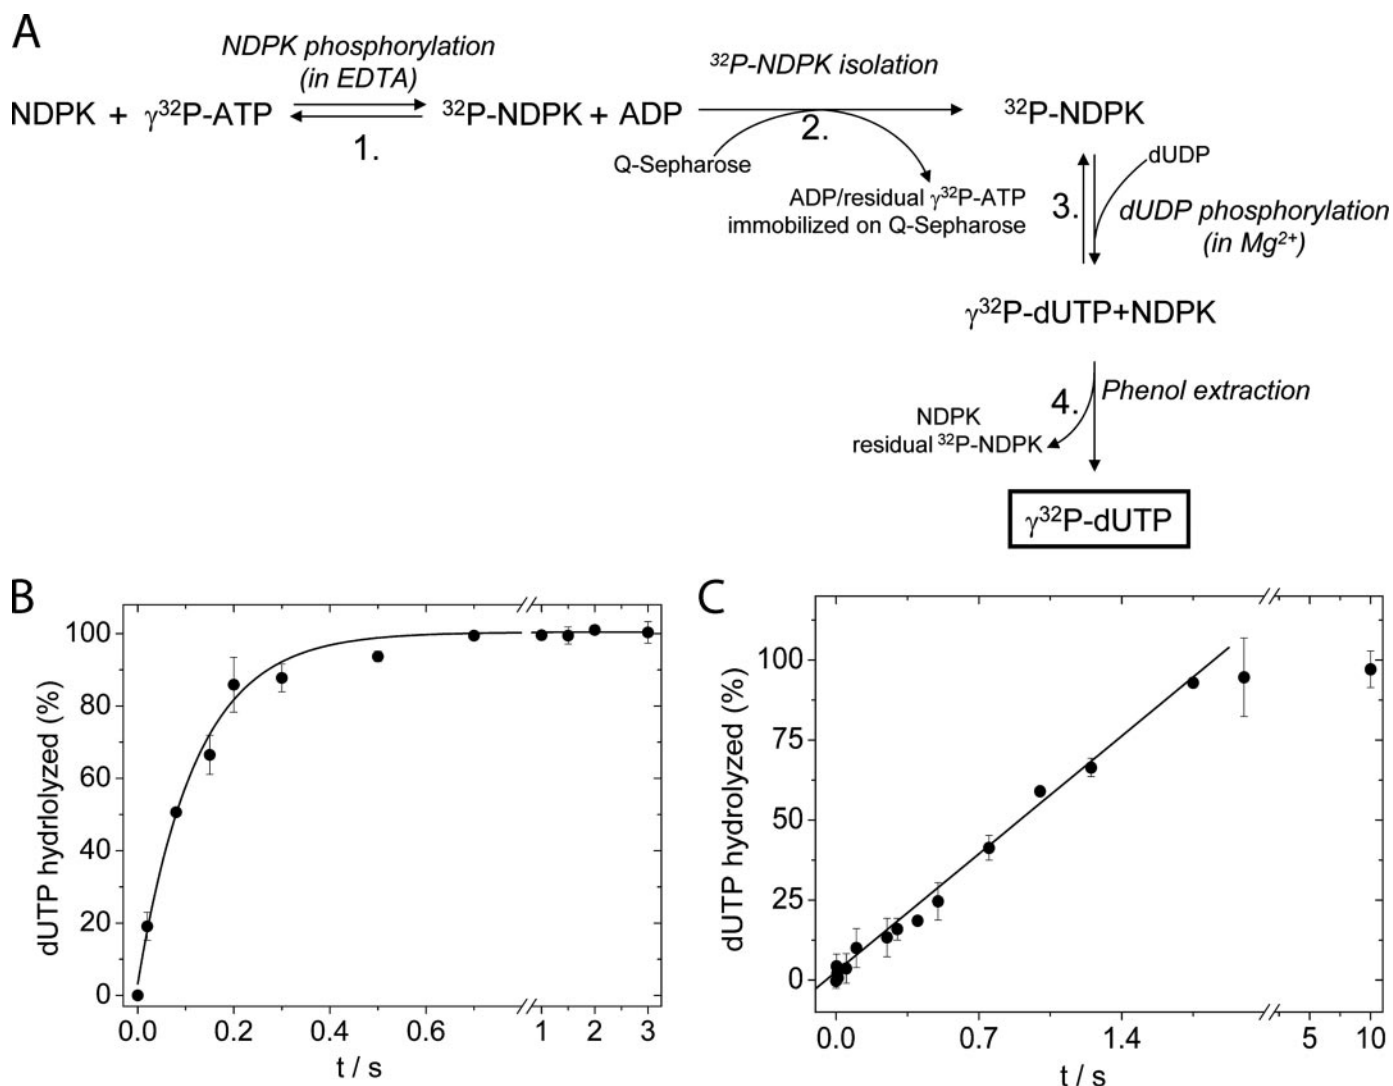 A
NDPK phosphorylation
(in EDTA)
NDPK + γ³²P-ATP
1.
³²P-NDPK + ADP
³²P-NDPK isolation
2.
Q-Sepharose
ADP/residual γ³²P-ATP
immobilized on Q-Sepharose
³²P-NDPK
dUDP
3.
dUDP phosphorylation
(in Mg²⁺)
γ³²P-dUTP+NDPK
4.
Phenol extraction
NDPK
residual ³²P-NDPK
γ³²P-dUTP
B
dUTP hydrlolyzed (%)
100
80
60
40
20
0
0.0 0.2 0.4 0.6 1 2 3
t / s
C
dUTP hydrolyzed (%)
100
75
50
25
0
0.0 0.7 1.4 5 10
t / s